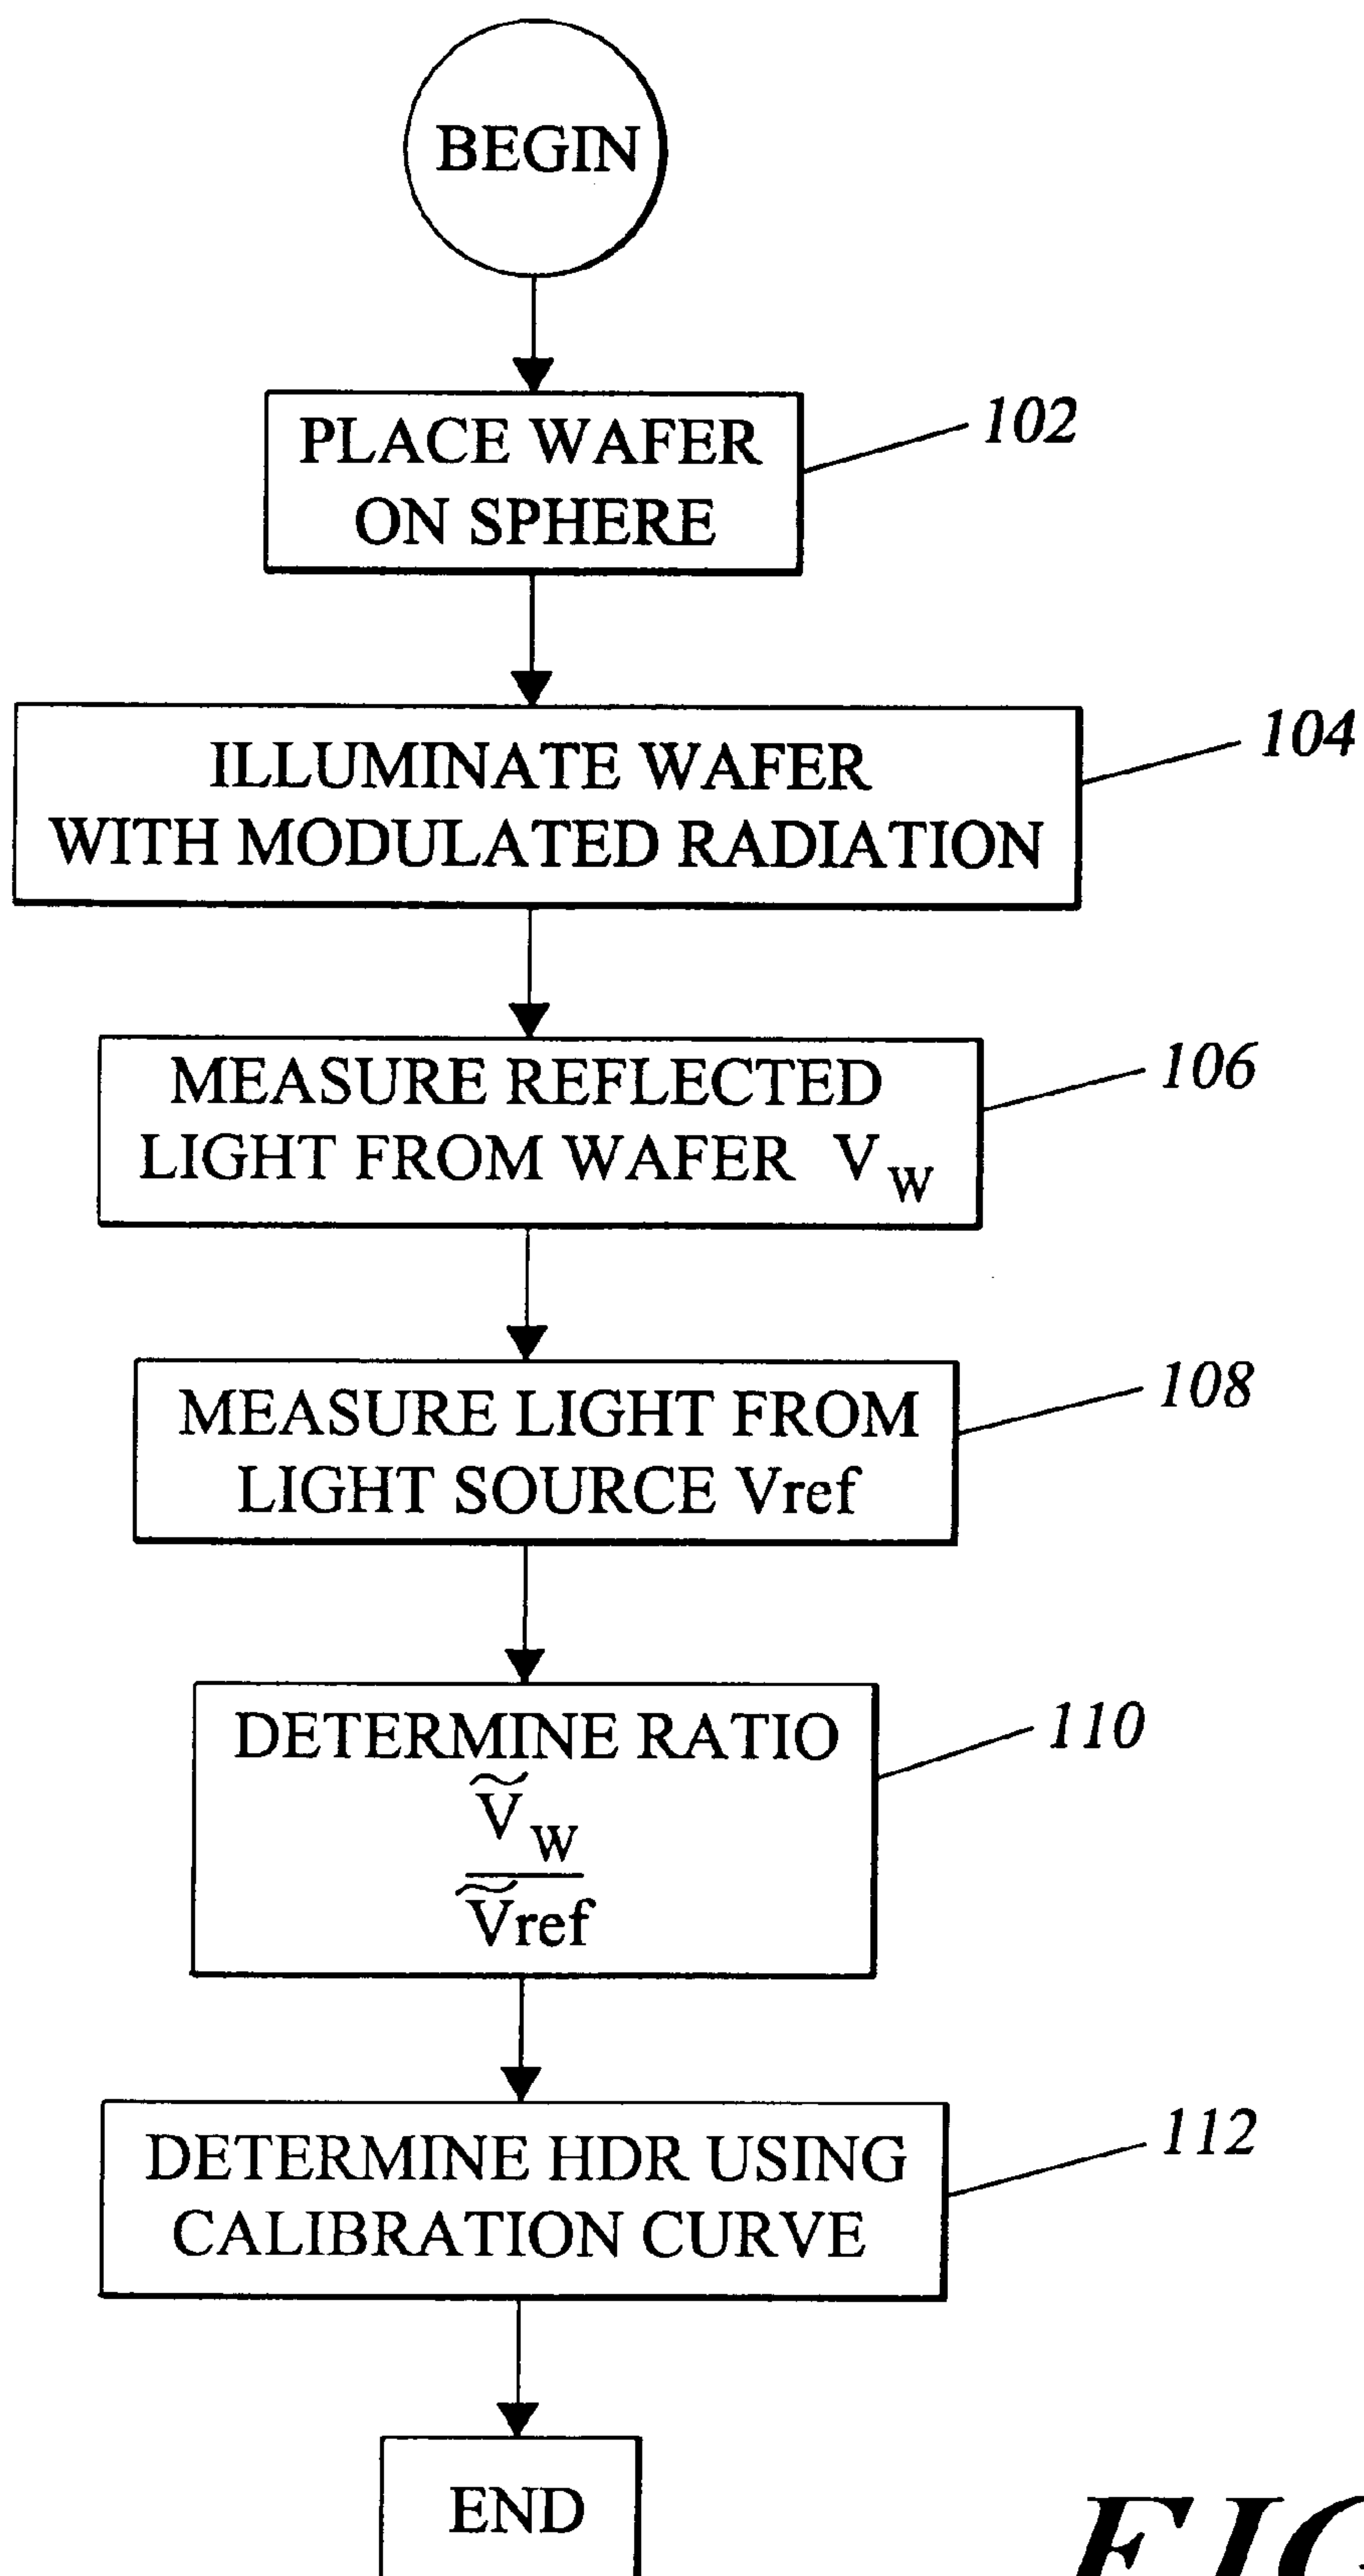 BEGIN
PLACE WAFER
ON SPHERE
102
ILLUMINATE WAFER
WITH MODULATED RADIATION
104
MEASURE REFLECTED
LIGHT FROM WAFER V_W
106
MEASURE LIGHT FROM
LIGHT SOURCE Vref
108
DETERMINE RATIO
Ṽ_W
Ṽref
110
DETERMINE HDR USING
CALIBRATION CURVE
112
END